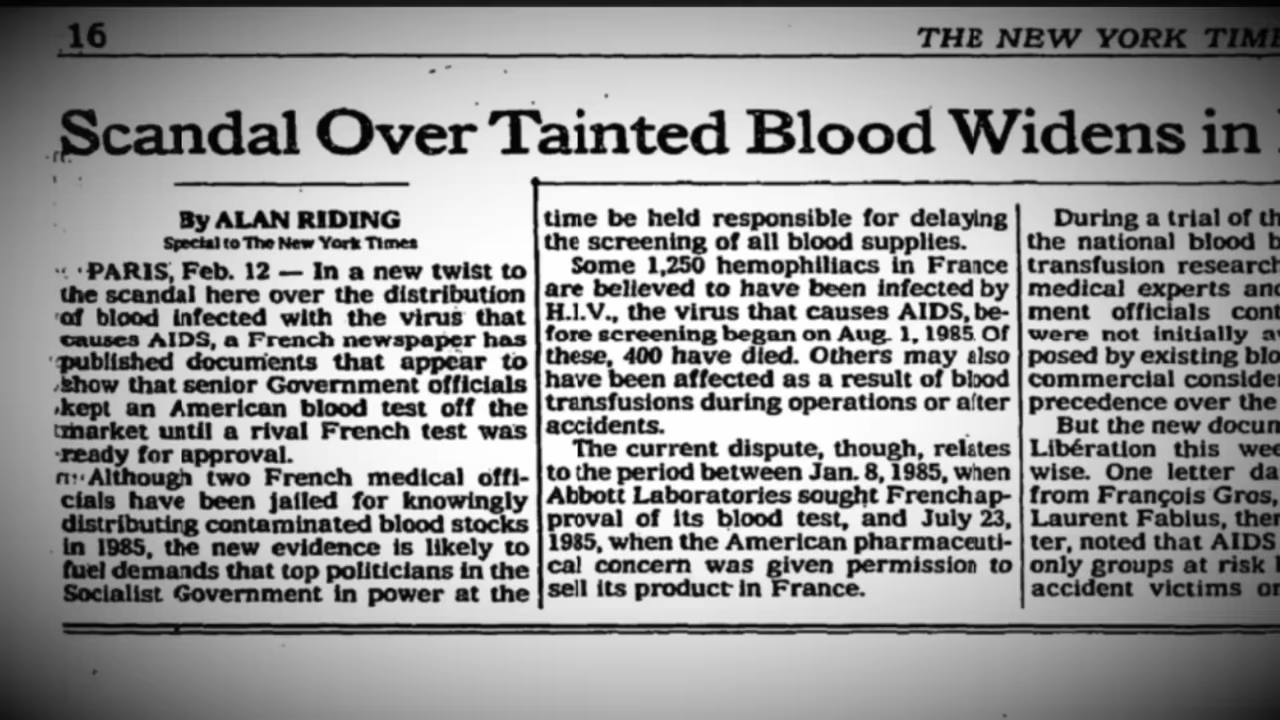 16
THE NEW YORK
Scandal Over Tainted Blood Widens in
By ALAN RIDING
Special to The New York Times
PARIS, Feb. 12 — In a new twist to
the scandal here over the distribution
of blood infected with the virus that
causes AIDS, a French newspaper has
published documents that appear to
show that senior Government officials
kept an American blood test off the
market until a rival French test was
ready for approval.
Although two French medical offi-
cials have been jailed for knowingly
distributing contaminated blood stocks
in 1985, the new evidence is likely to
fuel demands that top politicians in the
Socialist Government in power at the
time be held responsible for delaying
the screening of all blood supplies.
Some 1,250 hemophiliacs in France
are believed to have been infected by
H.I.V., the virus that causes AIDS, be-
fore screening began on Aug. 1, 1985. Of
these, 400 have died. Others may also
have been affected as a result of blood
transfusions during operations or after
accidents.
The current dispute, though, relates
to the period between Jan. 8, 1985, when
Abbott Laboratories sought French ap-
proval of its blood test, and July 23,
1985, when the American pharmaceuti-
cal concern was given permission to
sell its product in France.
During a trial of
the national blood
transfusion
medical experts
ment officials
were not initially
posed by existing
commercial
precedence over the
But the new
Libération this
wise. One letter
from François Gros,
Laurent Fabius,
ter, noted that AIDS
only groups at risk
accident victims